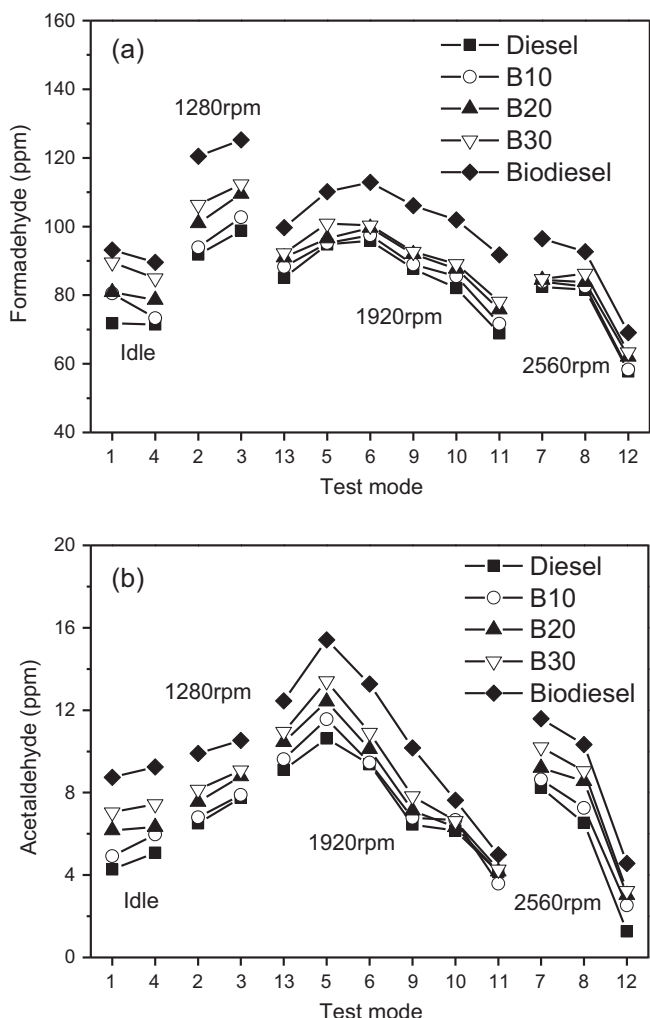 160
140
120
100
80
60
40
Formadehyde (ppm)
(a)
1280rpm
Idle
1920rpm
2560rpm
Diesel
B10
B20
B30
Biodiesel
1 4 2 3 13 5 6 9 10 11 7 8 12
Test mode
20
16
12
8
4
0
Acetaldehyde (ppm)
(b)
1280rpm
Idle
1920rpm
2560rpm
Diesel
B10
B20
B30
Biodiesel
1 4 2 3 13 5 6 9 10 11 7 8 12
Test mode